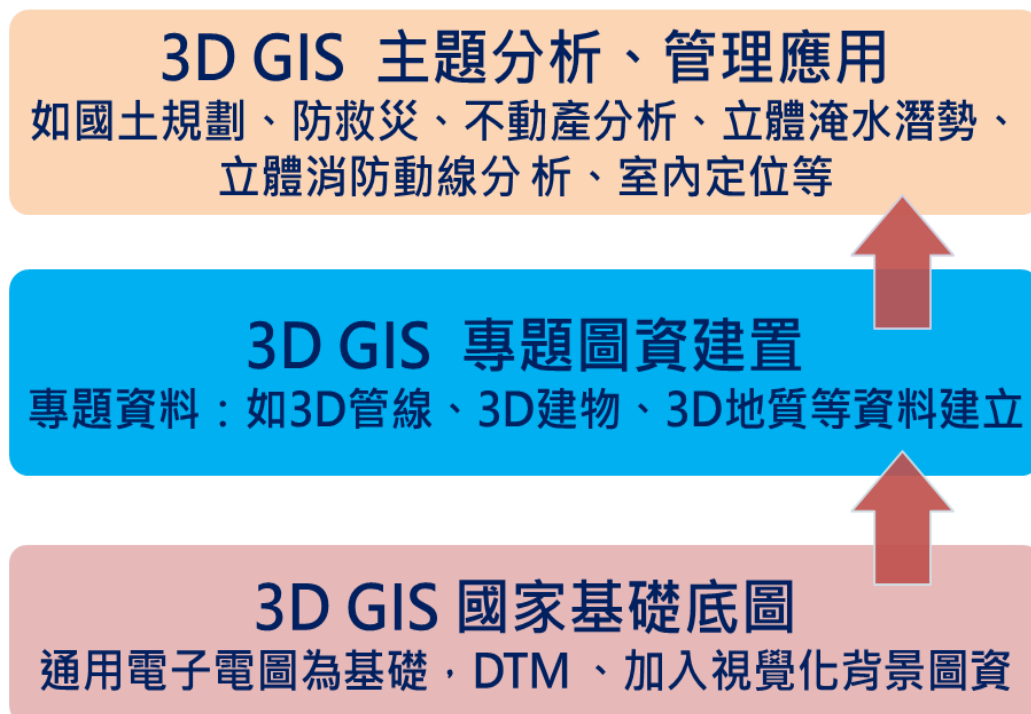 3D GIS 主題分析、管理應用
如國土規劃、防救災、不動產分析、立體淹水潛勢、
立體消防動線分 析、室內定位等
3D GIS 專題圖資建置
專題資料：如3D管線、3D建物、3D地質等資料建立
3D GIS 國家基礎底圖
通用電子電圖為基礎，DTM 、加入視覺化背景圖資